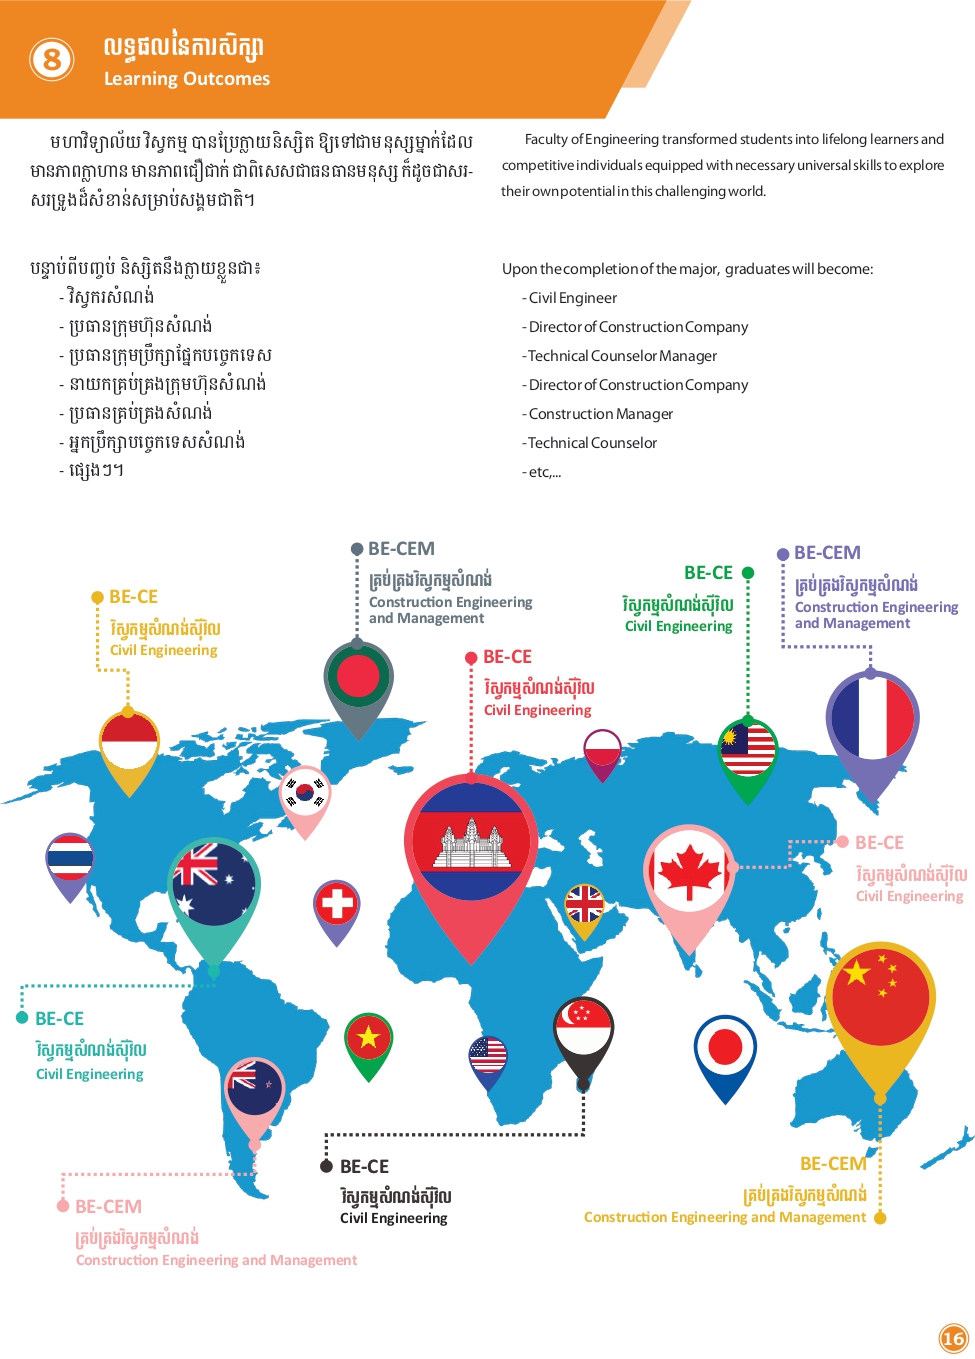 8
លទ្ធផលនៃការសិក្សា
Learning Outcomes
មហាវិទ្យាល័យ វិស្វកម្ម បានប្រែក្លាយនិស្សិត ឱ្យទៅជាមនុស្សម្នាក់ដែល
មានភាពក្លាហាន មានភាពជឿជាក់ ជាពិសេសជាធនធានមនុស្ស ក៏ដូចជាសរ-
សរទ្រូងដ៏សំខាន់សម្រាប់សង្គមជាតិ។
Faculty of Engineering transformed students into lifelong learners and
competitive individuals equipped with necessary universal skills to explore
their own potential in this challenging world.
បន្ទាប់ពីបញ្ចប់ និស្សិតនឹងក្លាយខ្លួនជា៖
- វិស្វករសំណង់
- ប្រធានក្រុមហ៊ុនសំណង់
- ប្រធានក្រុមប្រឹក្សាផ្នែកបច្ចេកទេស
- នាយកគ្រប់គ្រងក្រុមហ៊ុនសំណង់
- ប្រធានគ្រប់គ្រងសំណង់
- អ្នកប្រឹក្សាបច្ចេកទេសសំណង់
- ផ្សេងៗ។
Upon the completion of the major, graduates will become:
- Civil Engineer
- Director of Construction Company
- Technical Counselor Manager
- Director of Construction Company
- Construction Manager
- Technical Counselor
- etc,...
BE-CE
វិស្វកម្មសំណង់ស៊ីវិល
Civil Engineering
BE-CEM
គ្រប់គ្រងវិស្វកម្មសំណង់
Construction Engineering
and Management
BE-CE
វិស្វកម្មសំណង់ស៊ីវិល
Civil Engineering
BE-CE
វិស្វកម្មសំណង់ស៊ីវិល
Civil Engineering
BE-CEM
គ្រប់គ្រងវិស្វកម្មសំណង់
Construction Engineering
and Management
BE-CE
វិស្វកម្មសំណង់ស៊ីវិល
Civil Engineering
BE-CE
វិស្វកម្មសំណង់ស៊ីវិល
Civil Engineering
BE-CE
វិស្វកម្មសំណង់ស៊ីវិល
Civil Engineering
BE-CEM
គ្រប់គ្រងវិស្វកម្មសំណង់
Construction Engineering and Management
BE-CEM
គ្រប់គ្រងវិស្វកម្មសំណង់
Construction Engineering and Management
16